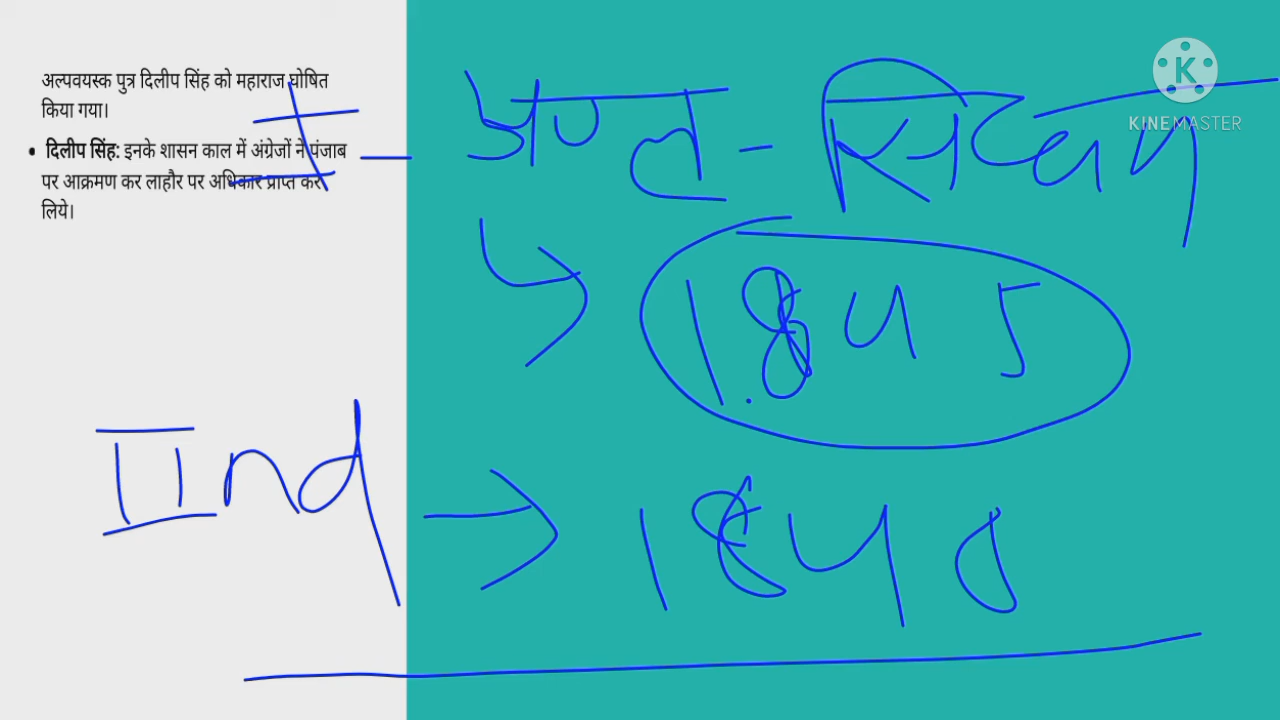 अल्पवयस्क पुत्र दिलीप सिंह को महाराज घोषित
किया गया।
• दिलीप सिंह: इनके शासन काल में अंग्रेजों ने पंजाब
पर आक्रमण कर लाहौर पर अधिकार प्राप्त कर
लिये।
KINEMASTER
1845
IInd → 1848